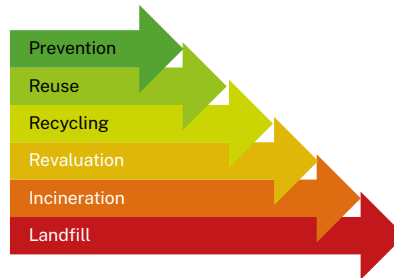 Prevention
Reuse
Recycling
Revaluation
Incineration
Landfill